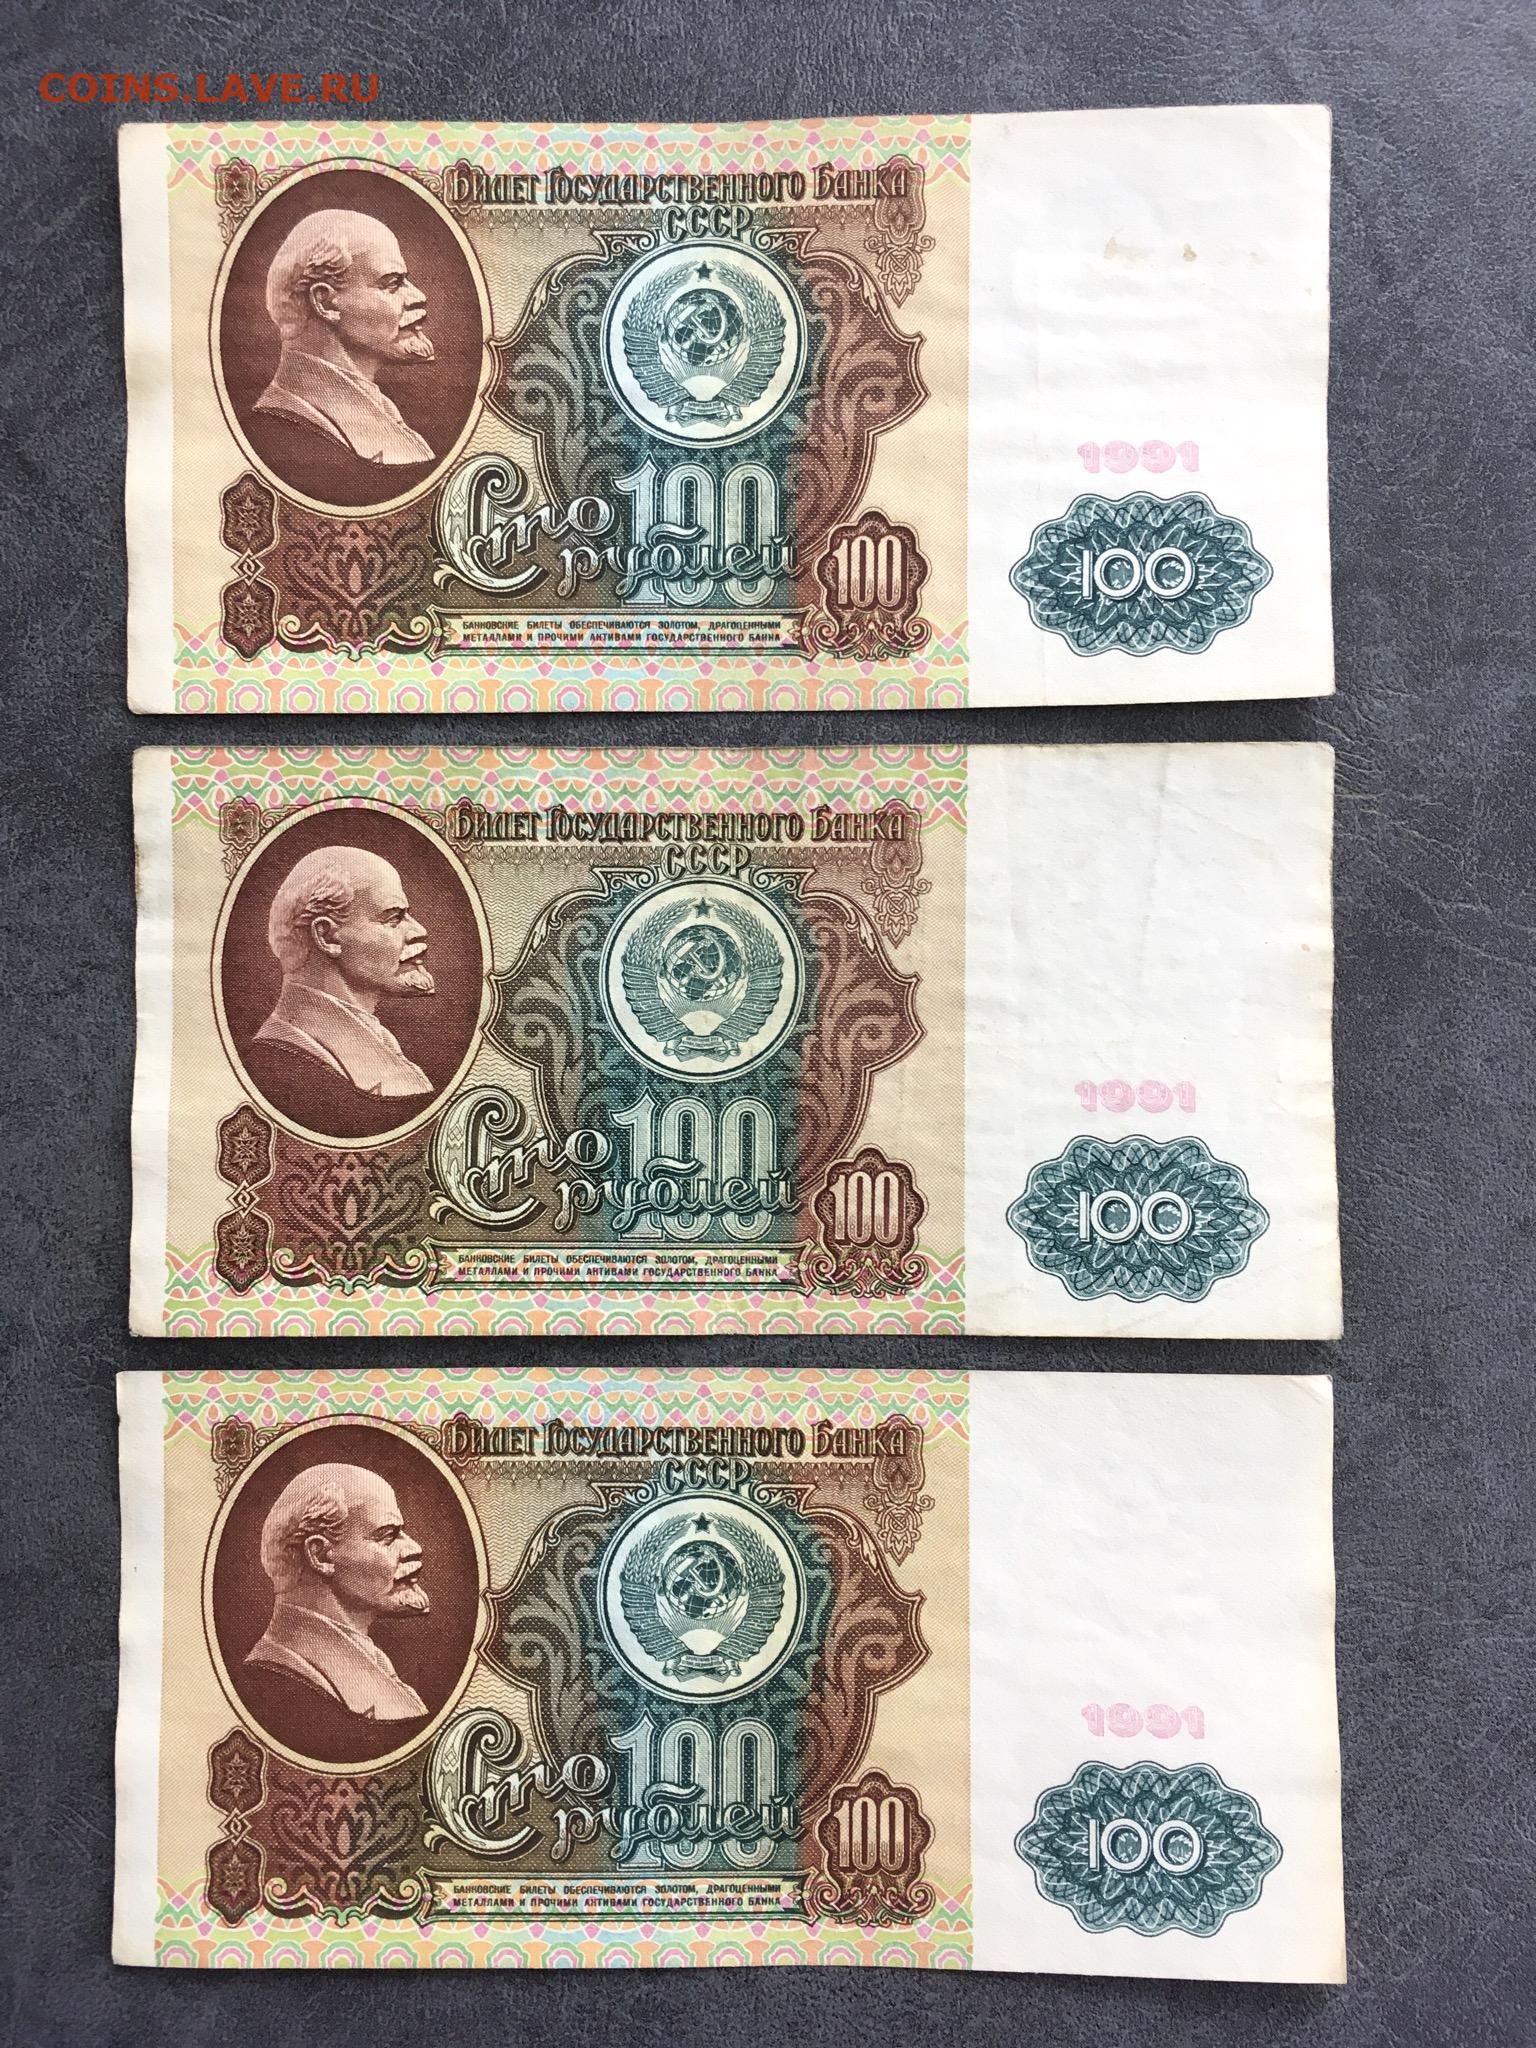 COINS.LAVE.RU
Билет Государственного Банка
СССР
100
Сто
рублей
100
БАНКОВСКИЕ БИЛЕТЫ ОБЕСПЕЧИВАЮТСЯ ЗОЛОТОМ, ДРАГОЦЕННЫМИ
МЕТАЛЛАМИ И ПРОЧИМИ АКТИВАМИ ГОСУДАРСТВЕННОГО БАНКА
1991
100
Билет Государственного Банка
СССР
100
Сто
рублей
100
БАНКОВСКИЕ БИЛЕТЫ ОБЕСПЕЧИВАЮТСЯ ЗОЛОТОМ, ДРАГОЦЕННЫМИ
МЕТАЛЛАМИ И ПРОЧИМИ АКТИВАМИ ГОСУДАРСТВЕННОГО БАНКА
1991
100
Билет Государственного Банка
СССР
100
Сто
рублей
100
БАНКОВСКИЕ БИЛЕТЫ ОБЕСПЕЧИВАЮТСЯ ЗОЛОТОМ, ДРАГОЦЕННЫМИ
МЕТАЛЛАМИ И ПРОЧИМИ АКТИВАМИ ГОСУДАРСТВЕННОГО БАНКА
1991
100